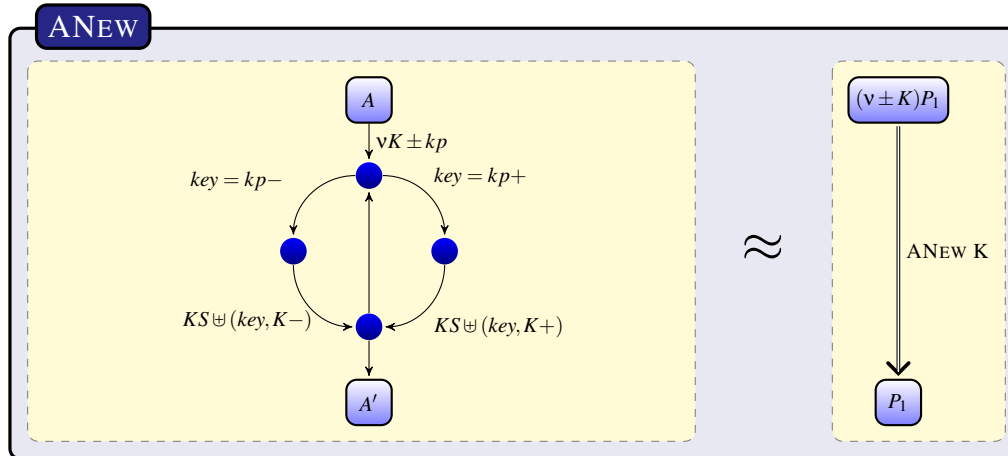 ANEW
A
νK ± kp
key = kp−
key = kp+
KS ⊎ (key, K−)
KS ⊎ (key, K+)
A′
≈
(ν ± K)P₁
ANEW K
P₁